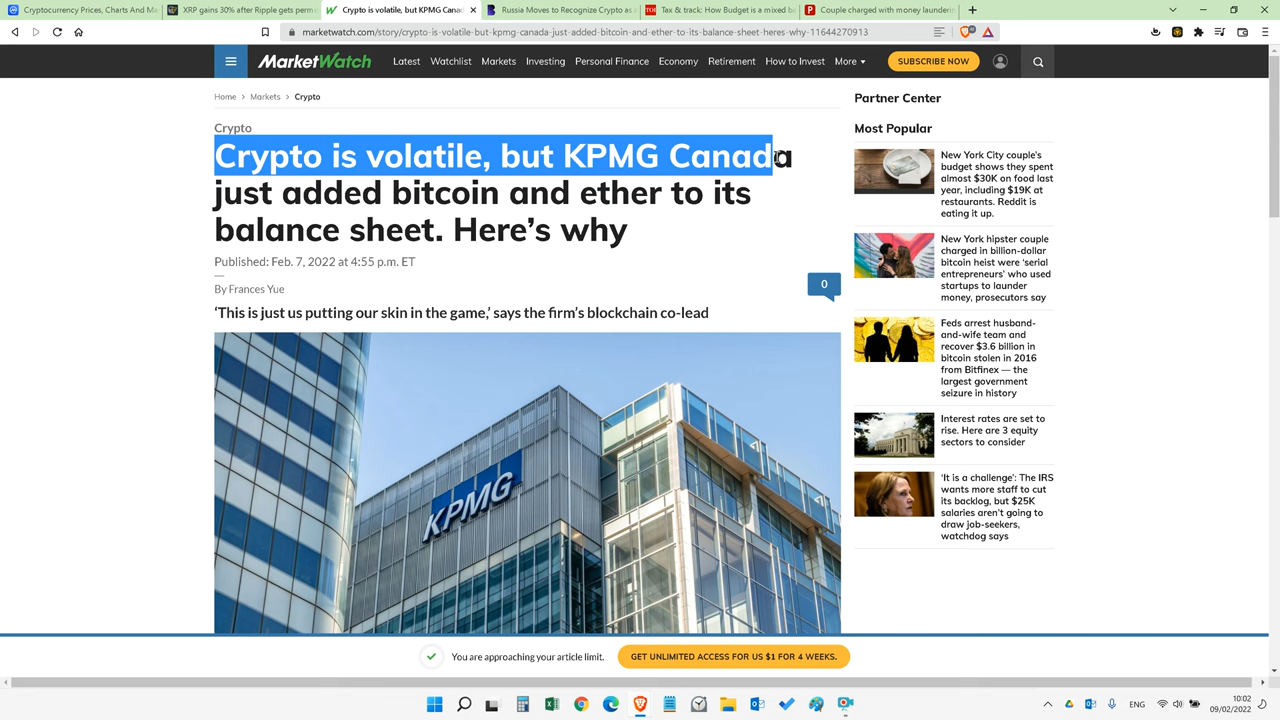 Cryptocurrency Prices, Charts And Ma
XRP gains 30% after Ripple gets perm
Crypto is volatile, but KPMG Canad
Russia Moves to Recognize Crypto as
Tax & track: How Budget is a mixed b
Couple charged with money launderin
marketwatch.com/story/crypto-is-volatile-but-kpmg-canada-just-added-bitcoin-and-ether-to-its-balance-sheet-heres-why-11644270913
MarketWatch
Latest
Watchlist
Markets
Investing
Personal Finance
Economy
Retirement
How to Invest
More
SUBSCRIBE NOW
Home > Markets > Crypto
Crypto
Crypto is volatile, but KPMG Canada
just added bitcoin and ether to its
balance sheet. Here’s why
Published: Feb. 7, 2022 at 4:55 p.m. ET
By Frances Yue
0
‘This is just us putting our skin in the game,’ says the firm’s blockchain co-lead
KPMG
Partner Center
Most Popular
New York City couple’s
budget shows they spent
almost $30K on food last
year, including $19K at
restaurants. Reddit is
eating it up.
New York hipster couple
charged in billion-dollar
bitcoin heist were ‘serial
entrepreneurs’ who used
startups to launder
money, prosecutors say
Feds arrest husband-
and-wife team and
recover $3.6 billion in
bitcoin stolen in 2016
from Bitfinex — the
largest government
seizure in history
Interest rates are set to
rise. Here are 3 equity
sectors to consider
‘It is a challenge’: The IRS
wants more staff to cut
its backlog, but $25K
salaries aren’t going to
draw job-seekers,
watchdog says
You are approaching your article limit.
GET UNLIMITED ACCESS FOR US $1 FOR 4 WEEKS.
ENG
10:02
09/02/2022